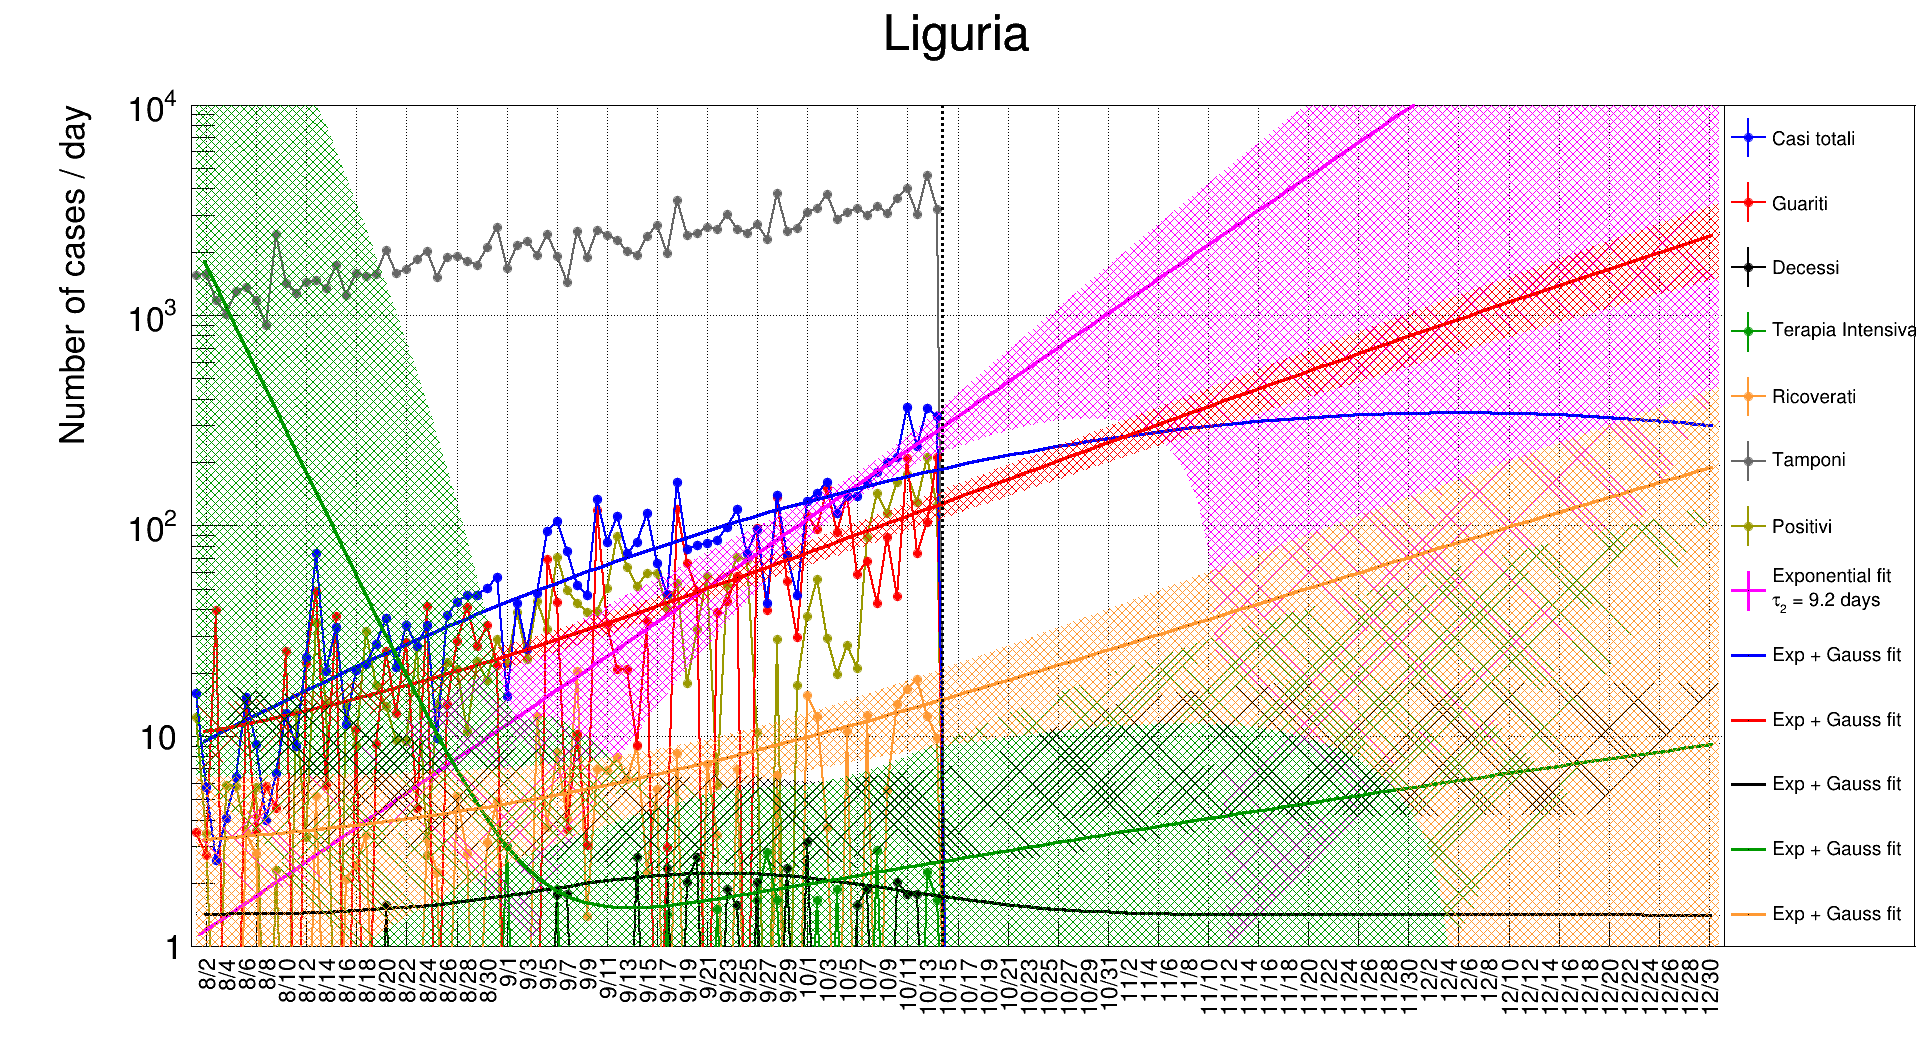 Liguria
Number of cases / day
10^4
10^3
10^2
10
1
8/2 8/4 8/6 8/8 8/10 8/12 8/14 8/16 8/18 8/20 8/22 8/24 8/26 8/28 8/30 9/1 9/3 9/5 9/7 9/9 9/11 9/13 9/15 9/17 9/19 9/21 9/23 9/25 9/27 9/29 10/1 10/3 10/5 10/7 10/9 10/11 10/13 10/15 10/17 10/19 10/21 10/23 10/25 10/27 10/29 10/31 11/2 11/4 11/6 11/8 11/10 11/12 11/14 11/16 11/18 11/20 11/22 11/24 11/26 11/28 11/30 12/2 12/4 12/6 12/8 12/10 12/12 12/14 12/16 12/18 12/20 12/22 12/24 12/26 12/28 12/30
Casi totali
Guariti
Decessi
Terapia Intensiva
Ricoverati
Tamponi
Positivi
Exponential fit
τ₂ = 9.2 days
Exp + Gauss fit
Exp + Gauss fit
Exp + Gauss fit
Exp + Gauss fit
Exp + Gauss fit